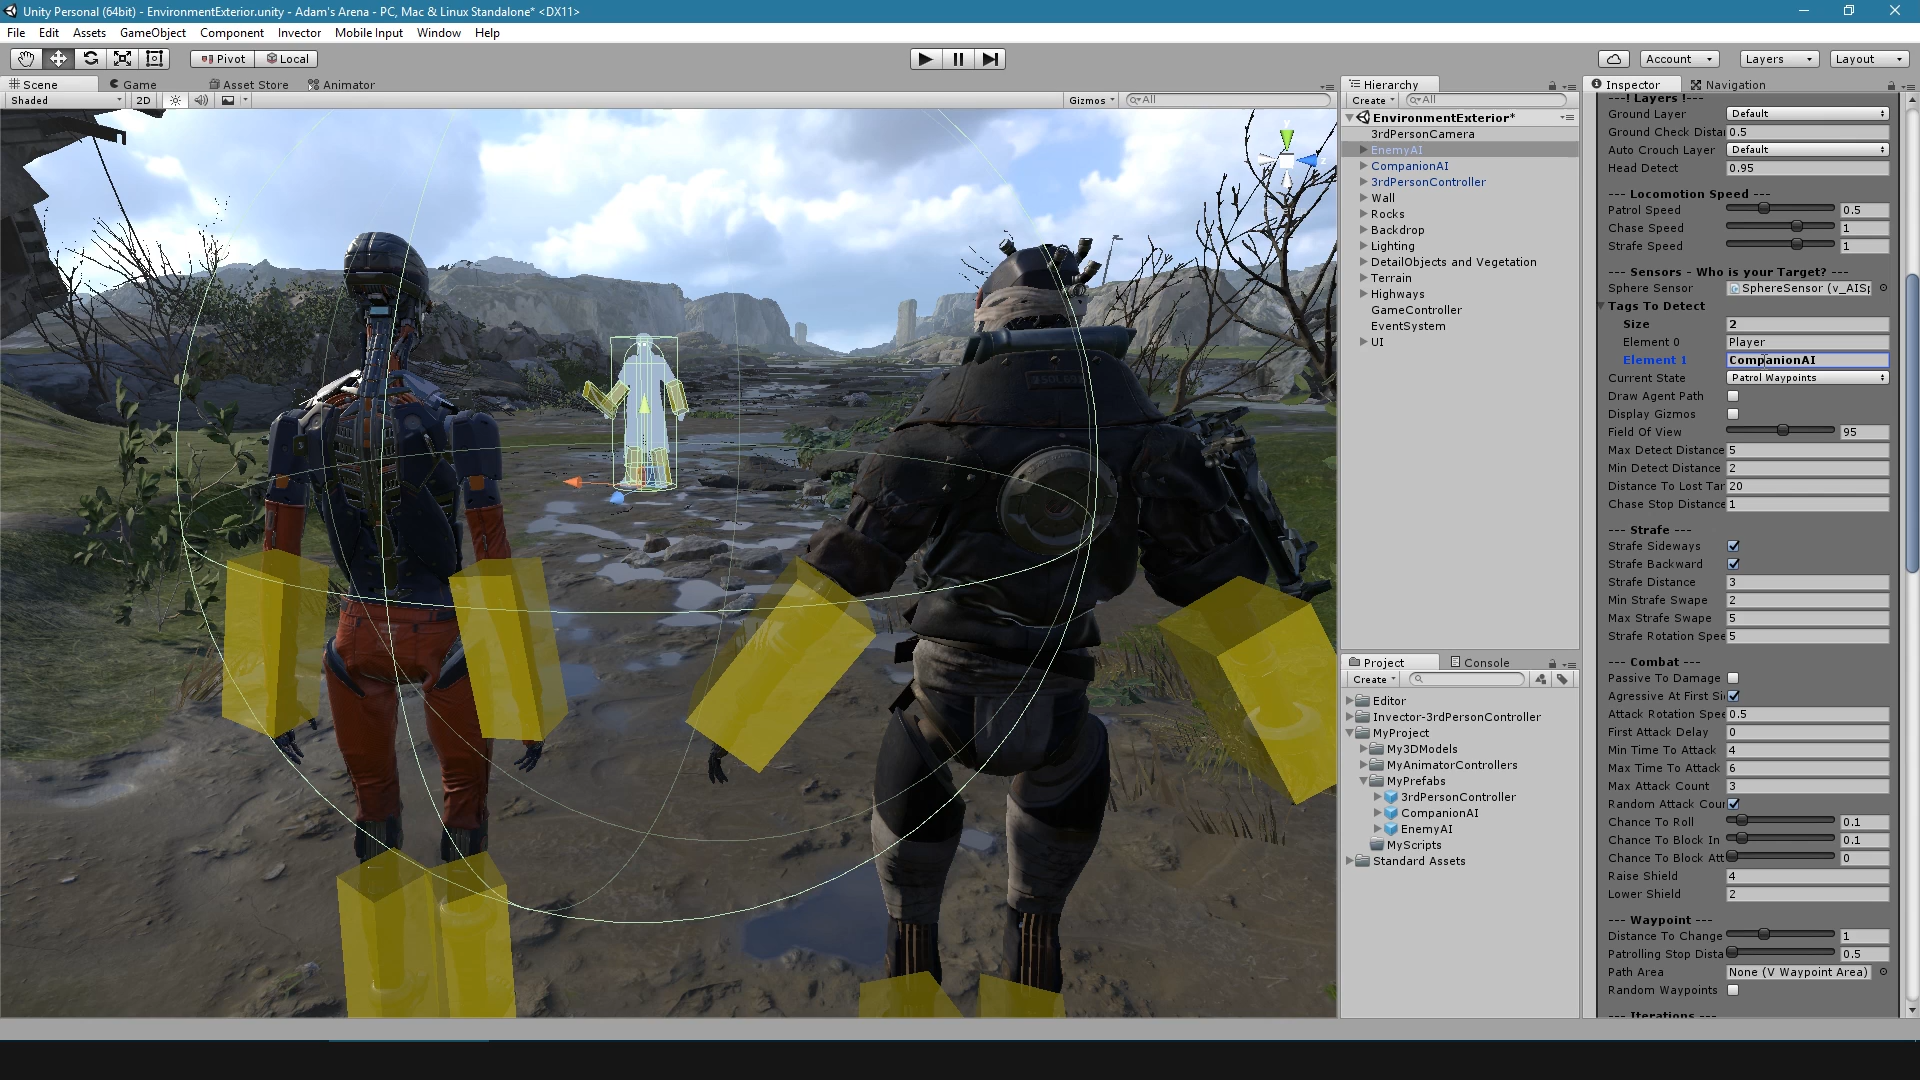 Unity Personal (64bit) - EnvironmentExterior.unity - Adam's Arena - PC, Mac & Linux Standalone* <DX11>
File Edit Assets GameObject Component Invector Mobile Input Window Help
Pivot Local Account Layers Layout
Scene Game Asset Store Animator
Shaded 2D Gizmos All
Hierarchy
Create All
EnvironmentExterior*
3rdPersonCamera
EnemyAI
CompanionAI
3rdPersonController
Wall
Rocks
Backdrop
Lighting
DetailObjects and Vegetation
Terrain
Highways
GameController
EventSystem
UI
Project Console
Create
Editor
Invector-3rdPersonController
MyProject
My3DModels
MyAnimatorControllers
MyPrefabs
3rdPersonController
CompanionAI
EnemyAI
MyScripts
Standard Assets
Inspector Navigation
---! Layers !---
Ground Layer Default
Ground Check Distar 0.5
Auto Crouch Layer Default
Head Detect 0.95
--- Locomotion Speed ---
Patrol Speed 0.5
Chase Speed 1
Strafe Speed 1
--- Sensors - Who is your Target? ---
Sphere Sensor SphereSensor (v_AISp
Tags To Detect
Size 2
Element 0 Player
Element 1 CompanionAI
Current State Patrol Waypoints
Draw Agent Path
Display Gizmos
Field Of View 95
Max Detect Distance 5
Min Detect Distance 2
Distance To Lost Tar 20
Chase Stop Distance 1
--- Strafe ---
Strafe Sideways
Strafe Backward
Strafe Distance 3
Min Strafe Swape 2
Max Strafe Swape 5
Strafe Rotation Spee 5
--- Combat ---
Passive To Damage
Agressive At First Si
Attack Rotation Spee 0.5
First Attack Delay 0
Min Time To Attack 4
Max Time To Attack 6
Max Attack Count 3
Random Attack Cour
Chance To Roll 0.1
Chance To Block In 0.1
Chance To Block Att 0
Raise Shield 4
Lower Shield 2
--- Waypoint ---
Distance To Change 1
Patrolling Stop Dista 0.5
Path Area None (V Waypoint Area)
Random Waypoints
--- Iterations ---